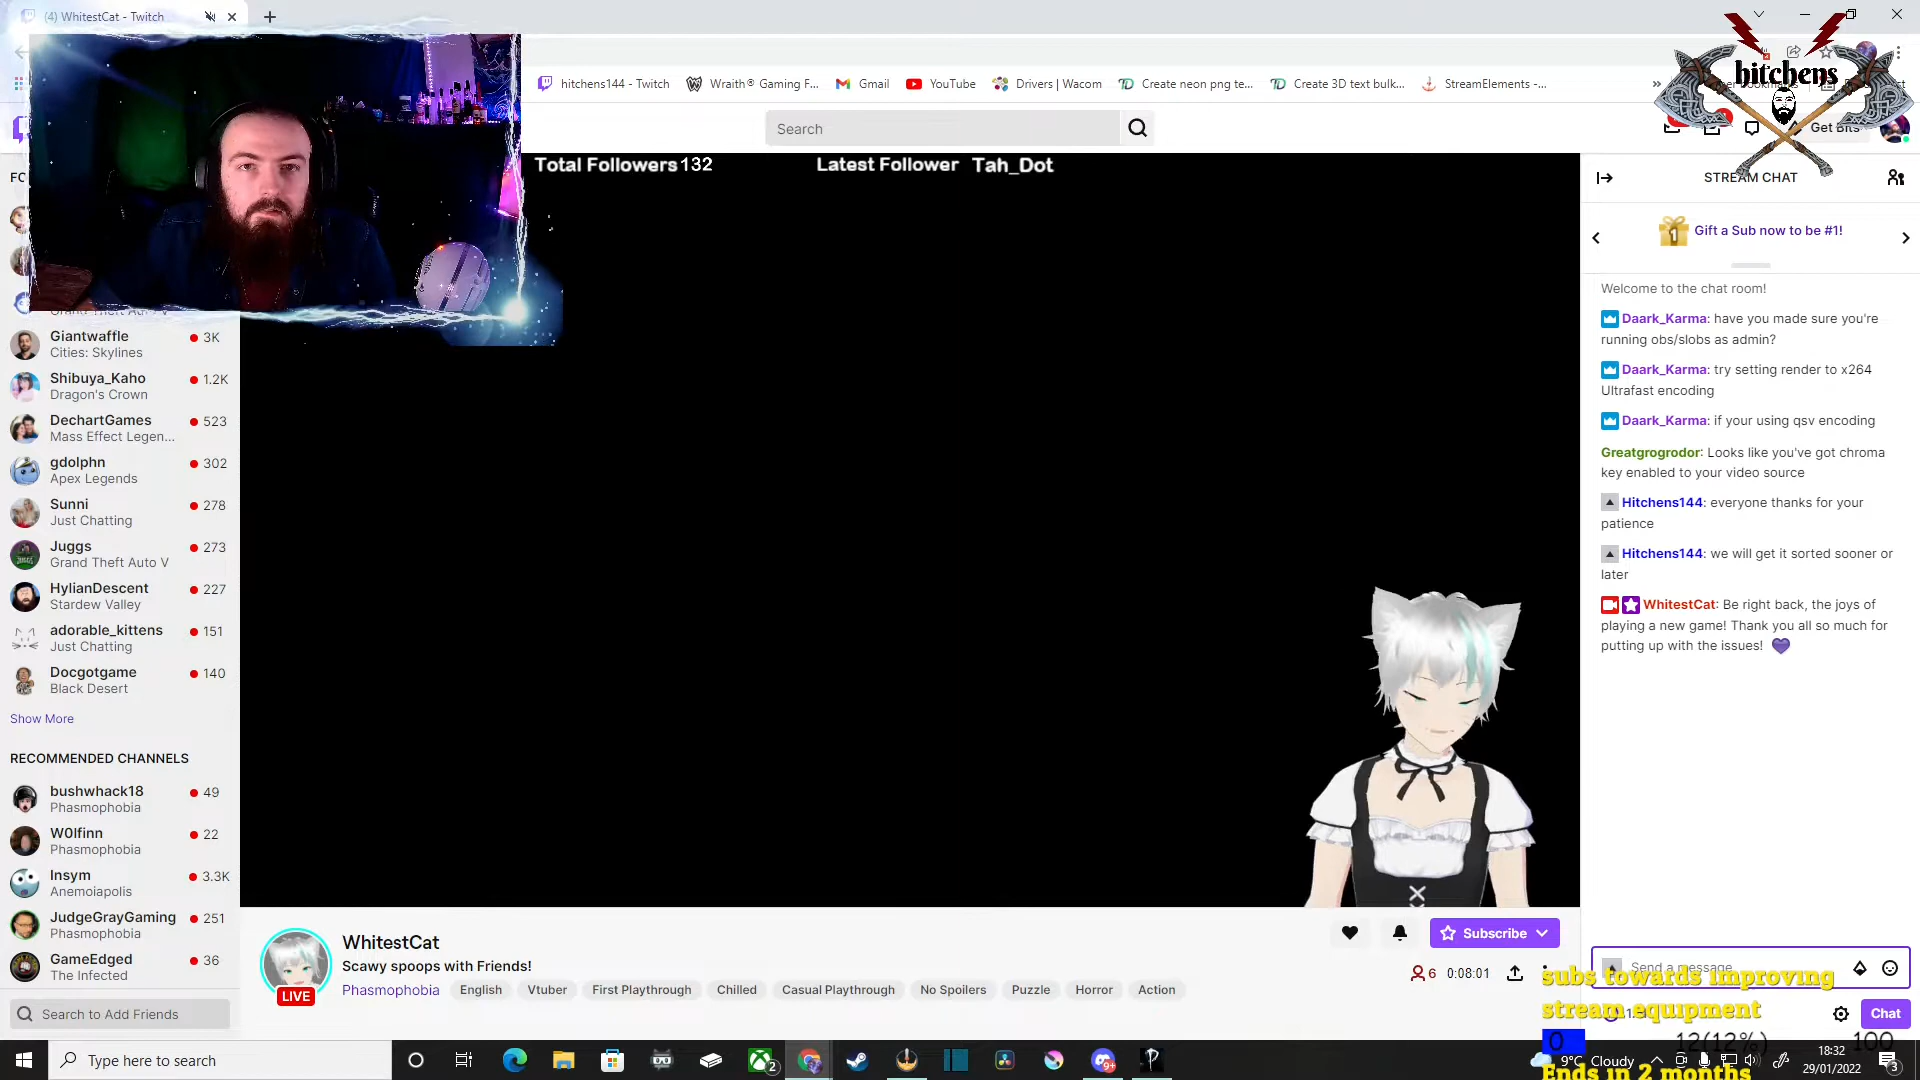 (4) WhitestCat - Twitch
hitchens144 - Twitch
Wraith® Gaming F...
Gmail
YouTube
Drivers | Wacom
Create neon png te...
Create 3D text bulk...
StreamElements -...
hitchens
Search
Get Bits
Total Followers 132
Latest Follower Tah_Dot
STREAM CHAT
Gift a Sub now to be #1!
Welcome to the chat room!
Daark_Karma: have you made sure you're
running obs/slobs as admin?
Daark_Karma: try setting render to x264
Ultrafast encoding
Daark_Karma: if your using qsv encoding
Greatgrogrodor: Looks like you've got chroma
key enabled to your video source
Hitchens144: everyone thanks for your
patience
Hitchens144: we will get it sorted sooner or
later
WhitestCat: Be right back, the joys of
playing a new game! Thank you all so much for
putting up with the issues!
Giantwaffle 3K
Cities: Skylines
Shibuya_Kaho 1.2K
Dragon's Crown
DechartGames 523
Mass Effect Legen...
gdolphn 302
Apex Legends
Sunni 278
Just Chatting
Juggs 273
Grand Theft Auto V
HylianDescent 227
Stardew Valley
adorable_kittens 151
Just Chatting
Docgotgame 140
Black Desert
Show More
RECOMMENDED CHANNELS
bushwhack18 49
Phasmophobia
W0lfinn 22
Phasmophobia
Insym 3.3K
Anemoiapolis
JudgeGrayGaming 251
Phasmophobia
GameEdged 36
The Infected
Search to Add Friends
LIVE
WhitestCat
Scawy spoops with Friends!
Phasmophobia
English
Vtuber
First Playthrough
Chilled
Casual Playthrough
No Spoilers
Puzzle
Horror
Action
Subscribe
6 0:08:01
Send a message
subs towards improving
stream equipment
Chat
0 12(12%) 100
Ends in 2 months
Type here to search
2
9+
9°C Cloudy
18:32
29/01/2022
3